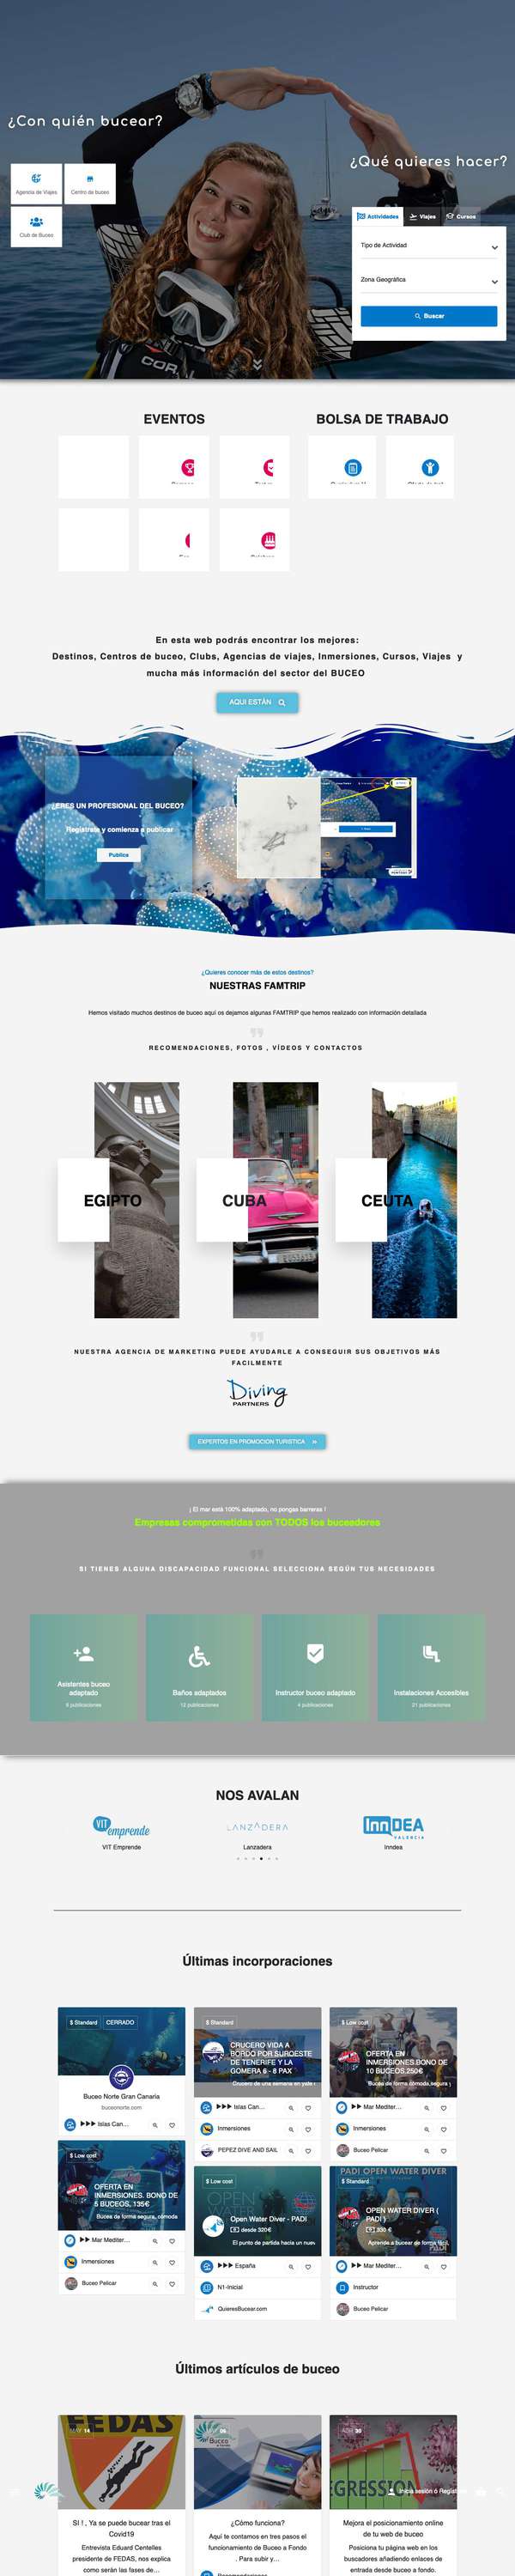 ¿Con quién bucear?
¿Qué quieres hacer?
Agencia de Viajes
Centro de buceo
Club de Buceo
Actividades
Viajes
Cursos
Tipo de Actividad
Zona Geográfica
Buscar
EVENTOS
BOLSA DE TRABAJO
En esta web podrás encontrar los mejores:
Destinos, Centros de buceo, Clubs, Agencias de viajes, Inmersiones, Cursos, Viajes y
mucha más información del sector del BUCEO
AQUI ESTÁN
¿ERES UN PROFESIONAL DEL BUCEO?
Regístrate y comienza a publicar
Publica
¿Quieres conocer más de estos destinos?
NUESTRAS FAMTRIP
Hemos visitado muchos destinos de buceo aquí os dejamos algunas FAMTRIP que hemos realizado con información detallada
RECOMENDACIONES, FOTOS , VÍDEOS Y CONTACTOS
EGIPTO
CUBA
CEUTA
NUESTRA AGENCIA DE MARKETING PUEDE AYUDARLE A CONSEGUIR SUS OBJETIVOS MÁS
FACILMENTE
Diving
PARTNERS
EXPERTOS EN PROMOCION TURISTICA
¡ El mar está 100% adaptado, no pongas barreras !
Empresas comprometidas con TODOS los buceadores
SI TIENES ALGUNA DISCAPACIDAD FUNCIONAL SELECCIONA SEGÚN TUS NECESIDADES
Asistentes buceo
adaptado
8 publicaciones
Baños adaptados
12 publicaciones
Instructor buceo adaptado
4 publicaciones
Instalaciones Accesibles
21 publicaciones
NOS AVALAN
VIT
emprende
VIT Emprende
LANZADERA
Lanzadera
InnDEA
VALENCIA
Inndea
Últimas incorporaciones
$ Standard
CERRADO
Buceo Norte Gran Canaria
buceonorte.com
Islas Can...
$ Standard
CRUCERO VIDA A
BORDO POR SUROESTE
DE TENERIFE Y LA
GOMERA 6 - 8 PAX
Crucero de una semana en yate
Islas Can...
Inmersiones
PEPEZ DIVE AND SAIL
$ Low cost
OFERTA EN
INMERSIONES.BONO DE
10 BUCEOS.250€
Buceo de forma cómoda,segura y
Mar Mediter...
Inmersiones
Buceo Pelicar
$ Low cost
OFERTA EN
INMERSIONES. BONO DE
5 BUCEOS, 135€
Bucea de forma segura, cómoda
Mar Mediter...
Inmersiones
Buceo Pelicar
$ Low cost
Open Water Diver - PADI
desde 320€
El punto de partida hacia un nuev
España
N1-Inicial
QuieresBucear.com
PADI OPEN WATER DIVER
$ Standard
OPEN WATER DIVER (
PADI )
Aprende a bucear de forma fácil,
Mar Mediter...
Instructor
Buceo Pelicar
Últimos artículos de buceo
FEDAS
MAY 14
SI ! , Ya se puede bucear tras el
Covid19
Entrevista Eduard Centelles
presidente de FEDAS, nos explica
como serán las fases de...
Buceo
¿Cómo funciona?
Aquí te contamos en tres pasos el
funcionamiento de Buceo a Fondo
. Para subir y...
EGRESSION
Inicia sesión ó Regístr
Mejora el posicionamiento online
de tu web de buceo
Posiciona tu página web en los
buscadores añadiendo enlaces de
entrada desde buceo a fondo.